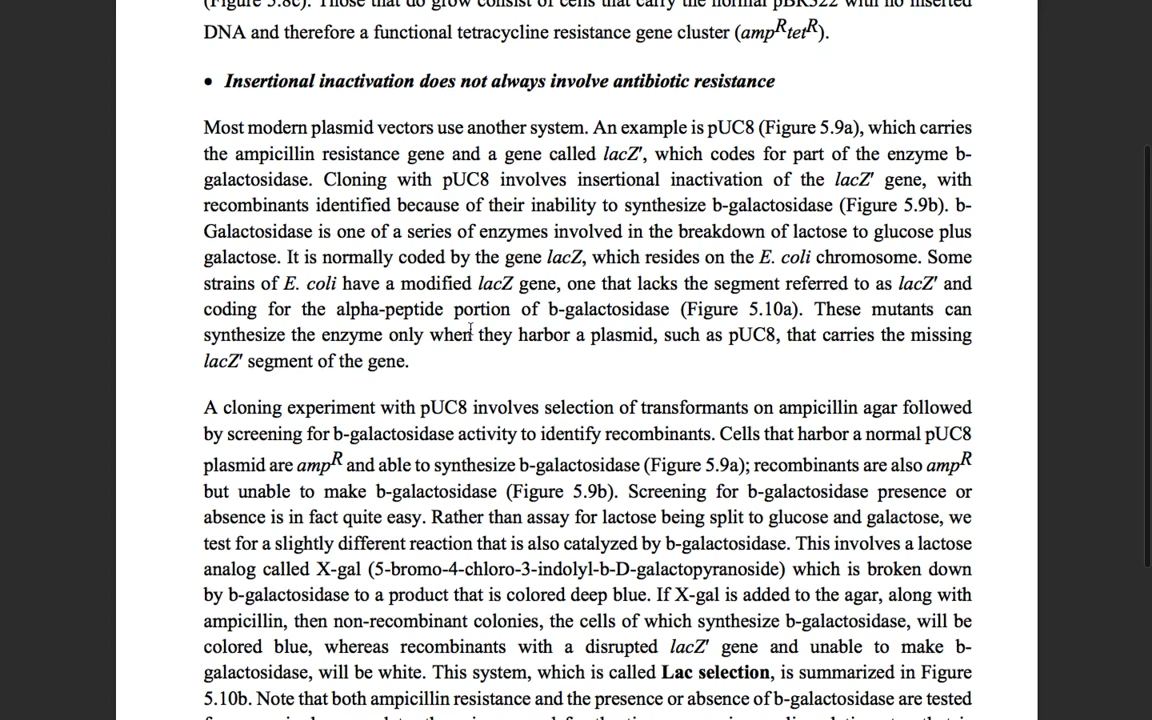 DNA and therefore a functional tetracycline resistance gene cluster (ampRtetR).
• Insertional inactivation does not always involve antibiotic resistance
Most modern plasmid vectors use another system. An example is pUC8 (Figure 5.9a), which carries
the ampicillin resistance gene and a gene called lacZ′, which codes for part of the enzyme b-
galactosidase. Cloning with pUC8 involves insertional inactivation of the lacZ′ gene, with
recombinants identified because of their inability to synthesize b-galactosidase (Figure 5.9b). b-
Galactosidase is one of a series of enzymes involved in the breakdown of lactose to glucose plus
galactose. It is normally coded by the gene lacZ, which resides on the E. coli chromosome. Some
strains of E. coli have a modified lacZ gene, one that lacks the segment referred to as lacZ′ and
coding for the alpha-peptide portion of b-galactosidase (Figure 5.10a). These mutants can
synthesize the enzyme only when they harbor a plasmid, such as pUC8, that carries the missing
lacZ′ segment of the gene.
A cloning experiment with pUC8 involves selection of transformants on ampicillin agar followed
by screening for b-galactosidase activity to identify recombinants. Cells that harbor a normal pUC8
plasmid are ampR and able to synthesize b-galactosidase (Figure 5.9a); recombinants are also ampR
but unable to make b-galactosidase (Figure 5.9b). Screening for b-galactosidase presence or
absence is in fact quite easy. Rather than assay for lactose being split to glucose and galactose, we
test for a slightly different reaction that is also catalyzed by b-galactosidase. This involves a lactose
analog called X-gal (5-bromo-4-chloro-3-indolyl-b-D-galactopyranoside) which is broken down
by b-galactosidase to a product that is colored deep blue. If X-gal is added to the agar, along with
ampicillin, then non-recombinant colonies, the cells of which synthesize b-galactosidase, will be
colored blue, whereas recombinants with a disrupted lacZ′ gene and unable to make b-
galactosidase, will be white. This system, which is called Lac selection, is summarized in Figure
5.10b. Note that both ampicillin resistance and the presence or absence of b-galactosidase are tested